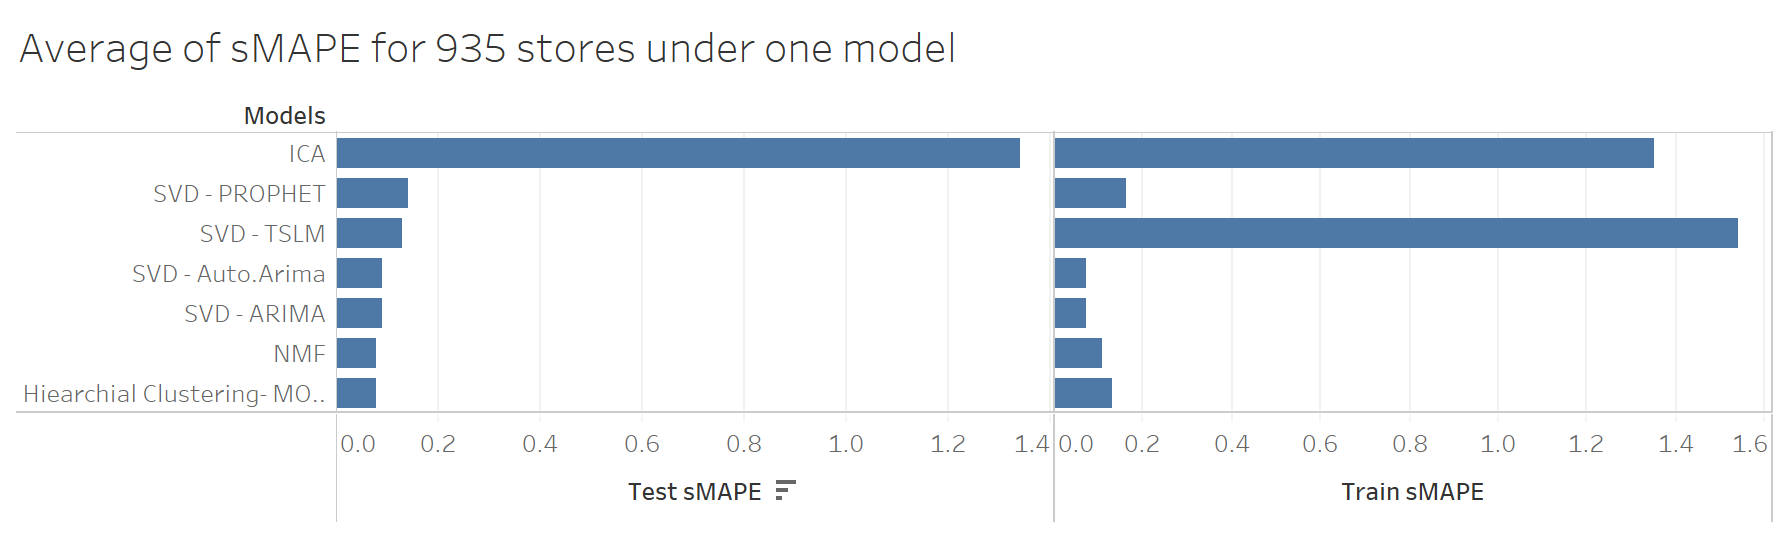 Average of sMAPE for 935 stores under one model
Models
ICA
SVD - PROPHET
SVD - TSLM
SVD - Auto.Arima
SVD - ARIMA
NMF
Hiearchial Clustering- MO..
0.0 0.2 0.4 0.6 0.8 1.0 1.2 1.4 0.0 0.2 0.4 0.6 0.8 1.0 1.2 1.4 1.6
Test sMAPE Train sMAPE